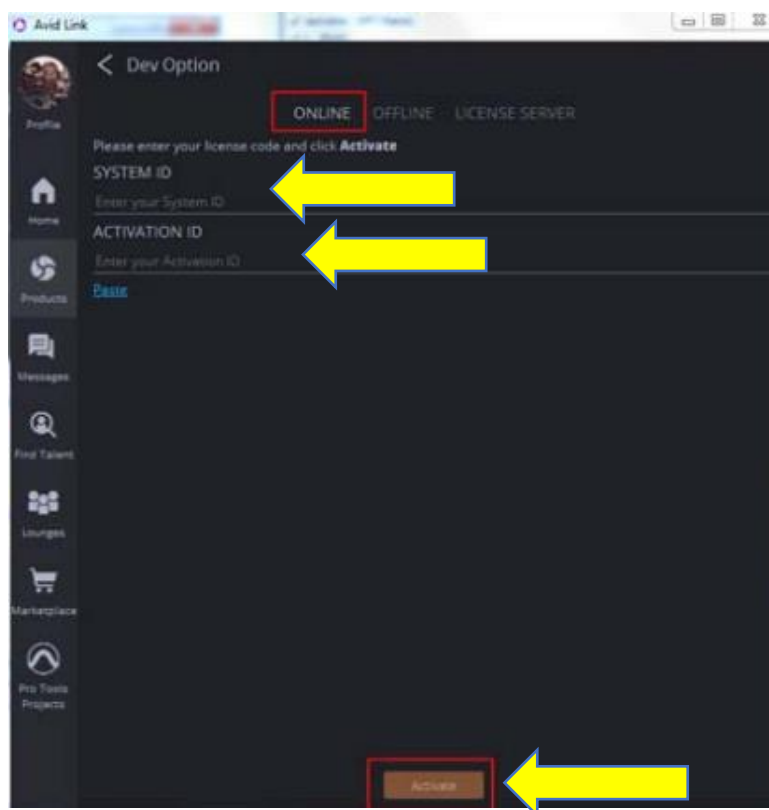 Avid Link
Dev Option
ONLINE OFFLINE LICENSE SERVER
Please enter your license code and click Activate
SYSTEM ID
Enter your System ID
ACTIVATION ID
Enter your Activation ID
Paste
Profile
Home
Products
Messages
Find Talent
Lounges
Marketplace
Pro Tools
Projects
Activate